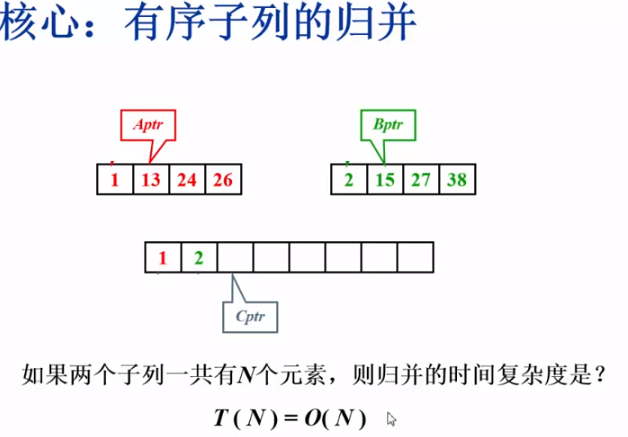 核心：有序子列的归并
Aptr
Bptr
1 13 24 26
2 15 27 38
1 2
Cptr
如果两个子列一共有N个元素，则归并的时间复杂度是？
T ( N ) = O( N )